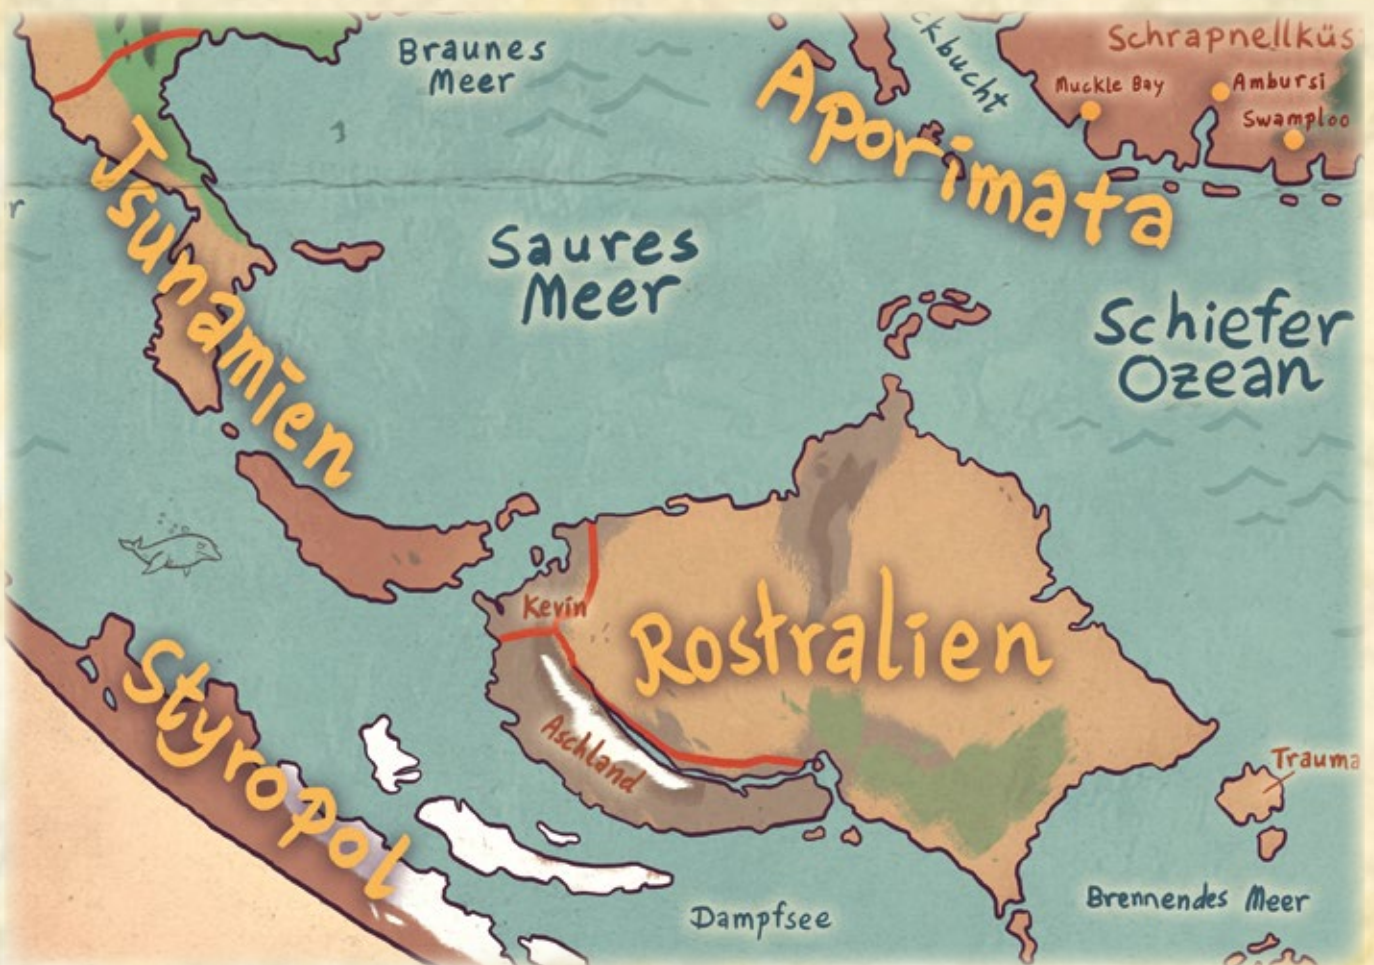 Braunes
Meer
ckbucht
Schrapnellküs
Muckle Bay
Ambursi
Swamploo
Aporimata
Tsunamien
r
Saures
Meer
Schiefer
Ozean
Kevin
Rostralien
Styropol
Aschland
Trauma
Brennendes Meer
Dampfsee